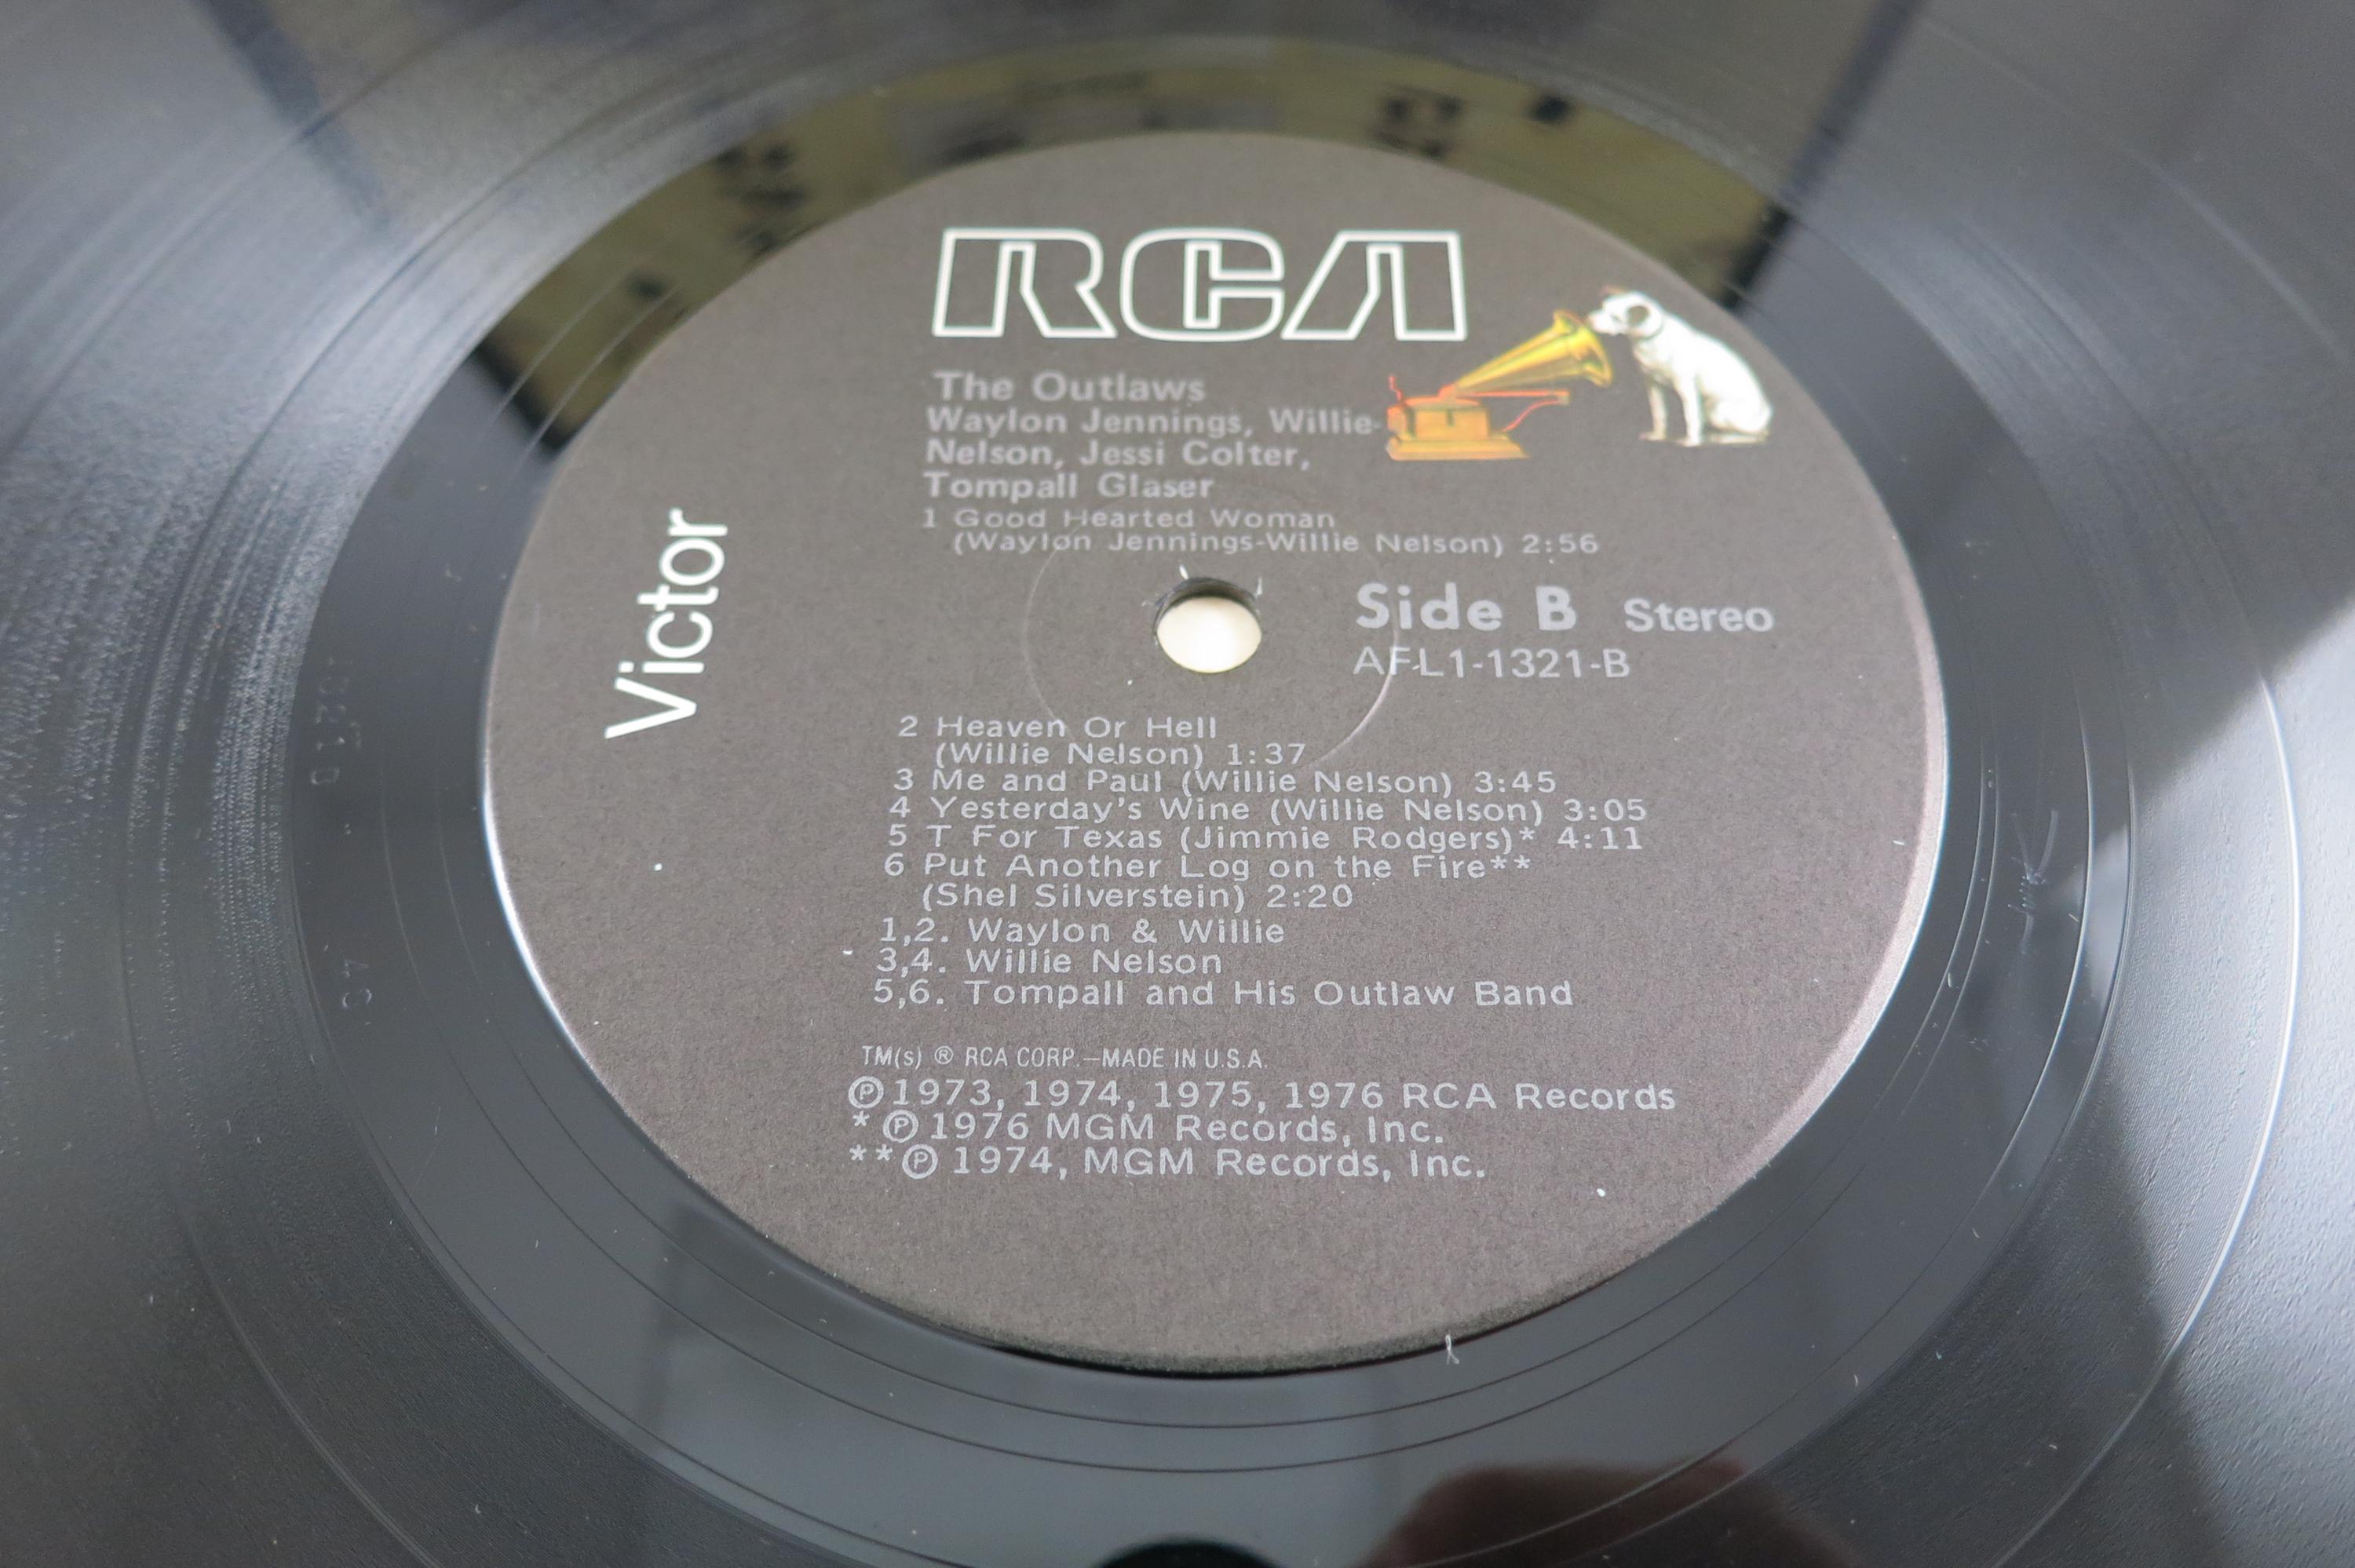 RCA
Victor
The Outlaws
Waylon Jennings, Willie-
Nelson, Jessi Colter,
Tompall Glaser
1 Good Hearted Woman
(Waylon Jennings-Willie Nelson) 2:56
Side B Stereo
AFL1-1321-B
2 Heaven Or Hell
(Willie Nelson) 1:37
3 Me and Paul (Willie Nelson) 3:45
4 Yesterday's Wine (Willie Nelson) 3:05
5 T For Texas (Jimmie Rodgers)* 4:11
6 Put Another Log on the Fire**
(Shel Silverstein) 2:20
1,2. Waylon & Willie
3,4. Willie Nelson
5,6. Tompall and His Outlaw Band
TM(s) ® RCA CORP.—MADE IN U.S.A.
℗ 1973, 1974, 1975, 1976 RCA Records
* ℗ 1976 MGM Records, Inc.
** ℗ 1974, MGM Records, Inc.